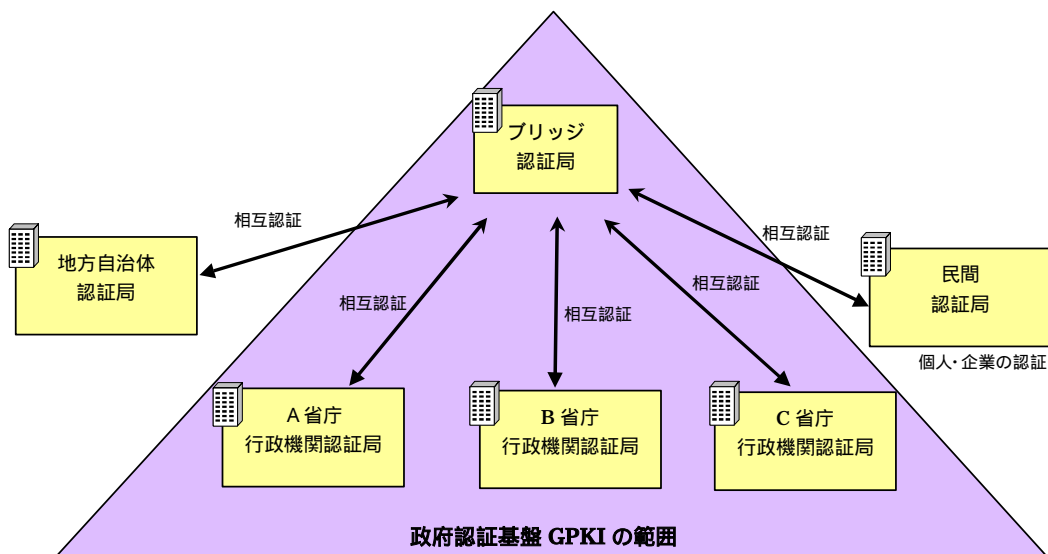 ブリッジ
認証局
相互認証
相互認証
地方自治体
認証局
民間
認証局
相互認証
相互認証
相互認証
個人・企業の認証
A 省庁
行政機関認証局
B 省庁
行政機関認証局
C 省庁
行政機関認証局
政府認証基盤 GPKI の範囲